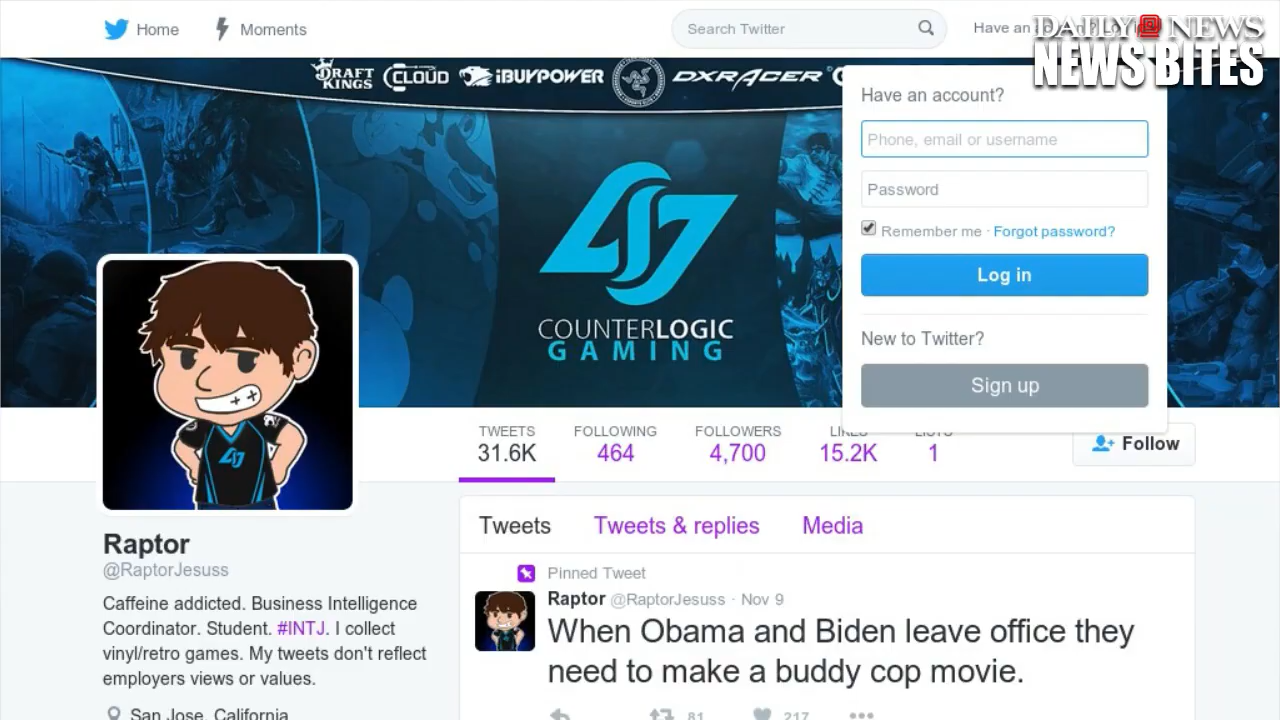 Home
Moments
Search Twitter
Have an
DAILY NEWS
NEWS BITES
DRAFT KINGS
CLOUD
iBUYPOWER
DXRACER
Have an account?
Phone, email or username
Password
Remember me · Forgot password?
Log in
New to Twitter?
Sign up
COUNTERLOGIC
GAMING
TWEETS
31.6K
FOLLOWING
464
FOLLOWERS
4,700
LIKES
15.2K
LISTS
1
Follow
Raptor
@RaptorJesuss
Caffeine addicted. Business Intelligence
Coordinator. Student. #INTJ. I collect
vinyl/retro games. My tweets don't reflect
employers views or values.
San Jose, California
Tweets
Tweets & replies
Media
Pinned Tweet
Raptor @RaptorJesuss · Nov 9
When Obama and Biden leave office they
need to make a buddy cop movie.
81
217